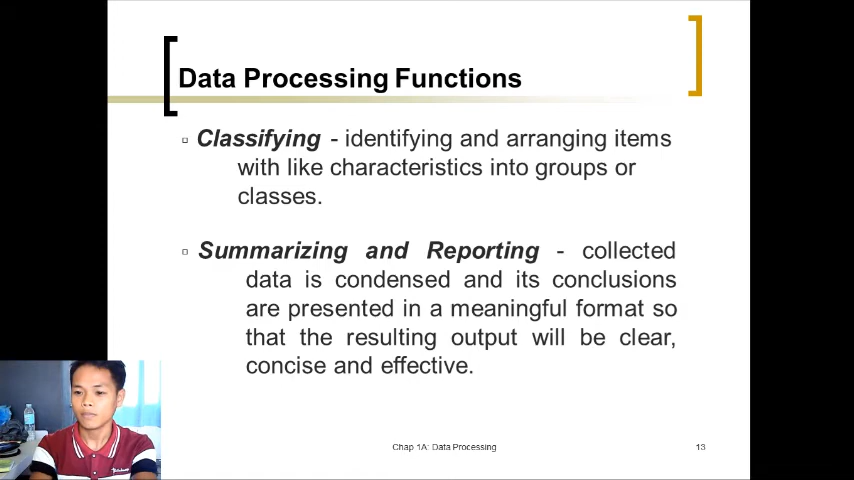 Data Processing Functions
Classifying - identifying and arranging items
with like characteristics into groups or
classes.
Summarizing and Reporting - collected
data is condensed and its conclusions
are presented in a meaningful format so
that the resulting output will be clear,
concise and effective.
Chap 1A: Data Processing
13